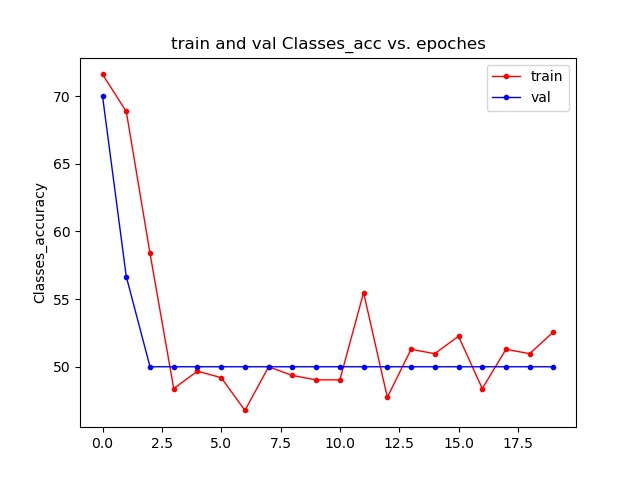 train and val Classes_acc vs. epoches
train
val
Classes_accuracy
70
65
60
55
50
0.0 2.5 5.0 7.5 10.0 12.5 15.0 17.5